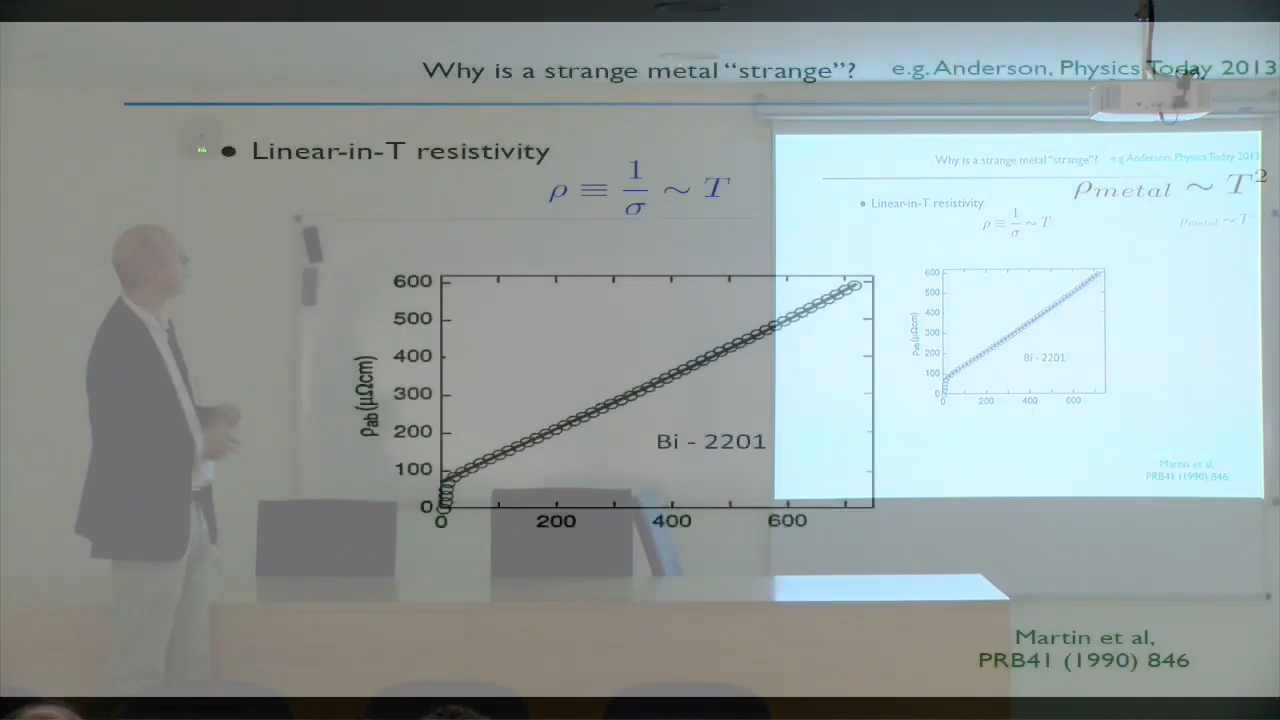 Why is a strange metal “strange”? e.g. Anderson, Physics Today 2013
• Linear-in-T resistivity
ρ ≡ 1/σ ∼ T
ρmetal ∼ T²
600
500
400
300
200
100
0
ρab(μΩcm)
Bi - 2201
0 200 400 600
Martin et al,
PRB41 (1990) 846
Why is a strange metal “strange”? e.g. Anderson, Physics Today 2013
• Linear-in-T resistivity
ρ ≡ 1/σ ∼ T
ρmetal ∼ T²
600
500
400
300
200
100
0
ρab(μΩcm)
Bi - 2201
0 200 400 600
Martin et al,
PRB41 (1990) 846